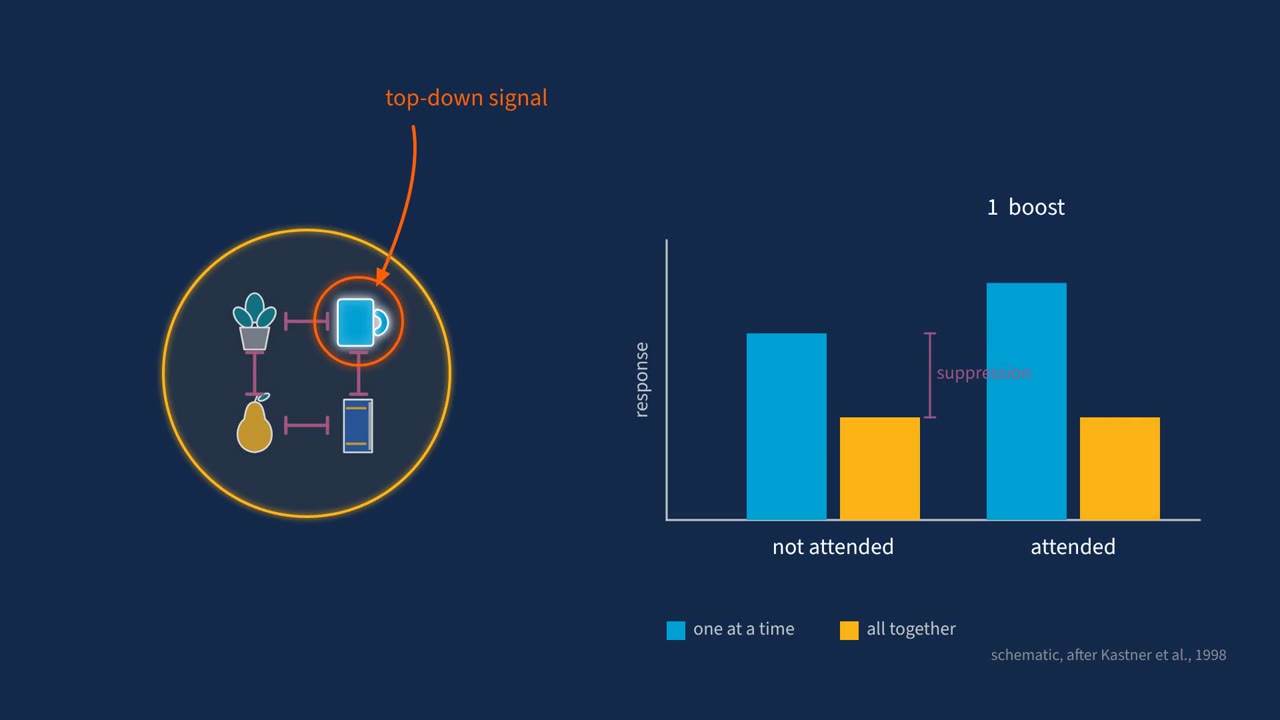 top-down signal
1 boost
response
suppression
not attended
attended
one at a time
all together
schematic, after Kastner et al., 1998